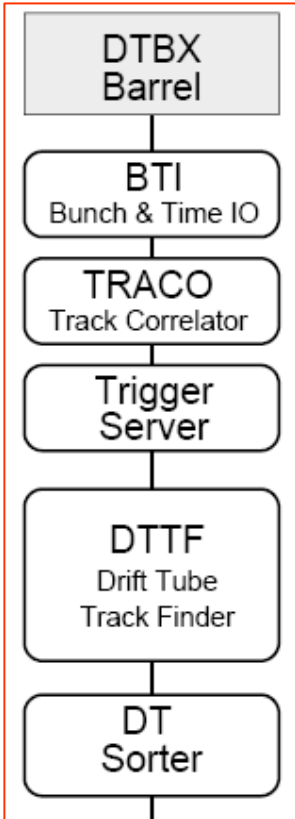 DTBX
Barrel
BTI
Bunch & Time IO
TRACO
Track Correlator
Trigger
Server
DTTF
Drift Tube
Track Finder
DT
Sorter